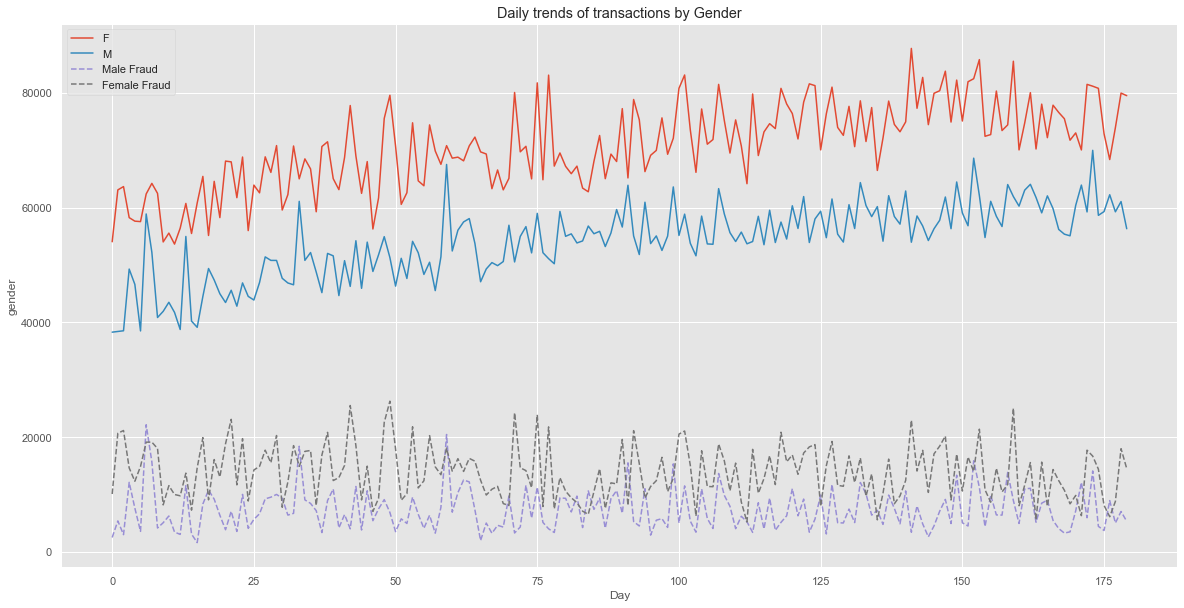 Daily trends of transactions by Gender
F
M
Male Fraud
Female Fraud
gender
80000
60000
40000
20000
0
0 25 50 75 100 125 150 175
Day